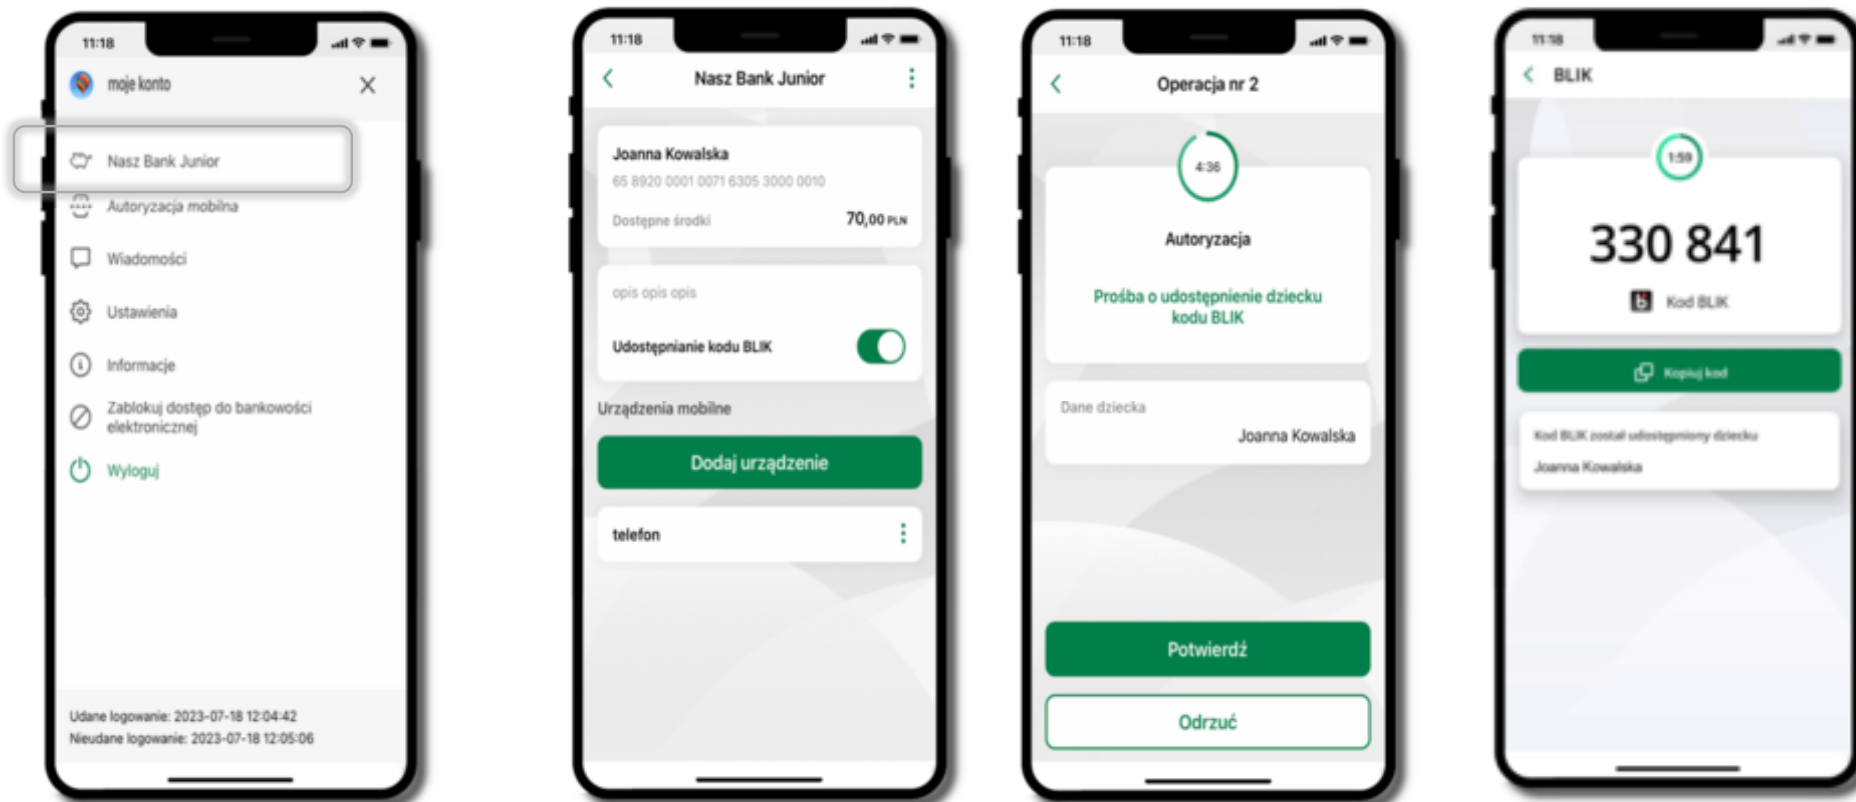 11:18
moje konto
Nasz Bank Junior
Autoryzacja mobilna
Wiadomości
Ustawienia
Informacje
Zablokuj dostęp do bankowości
elektronicznej
Wyloguj
Udane logowanie: 2023-07-18 12:04:42
Nieudane logowanie: 2023-07-18 12:05:06
11:18
Nasz Bank Junior
Joanna Kowalska
65 8920 0001 0071 6305 3000 0010
Dostępne środki 70,00 PLN
opis opis opis
Udostępnianie kodu BLIK
Urządzenia mobilne
Dodaj urządzenie
telefon
11:18
Operacja nr 2
4:36
Autoryzacja
Prośba o udostępnienie dziecku
kodu BLIK
Dane dziecka
Joanna Kowalska
Potwierdź
Odrzuć
11:18
BLIK
1:59
330 841
Kod BLIK
Kopiuj kod
Kod BLIK został udostępniony dziecku
Joanna Kowalska